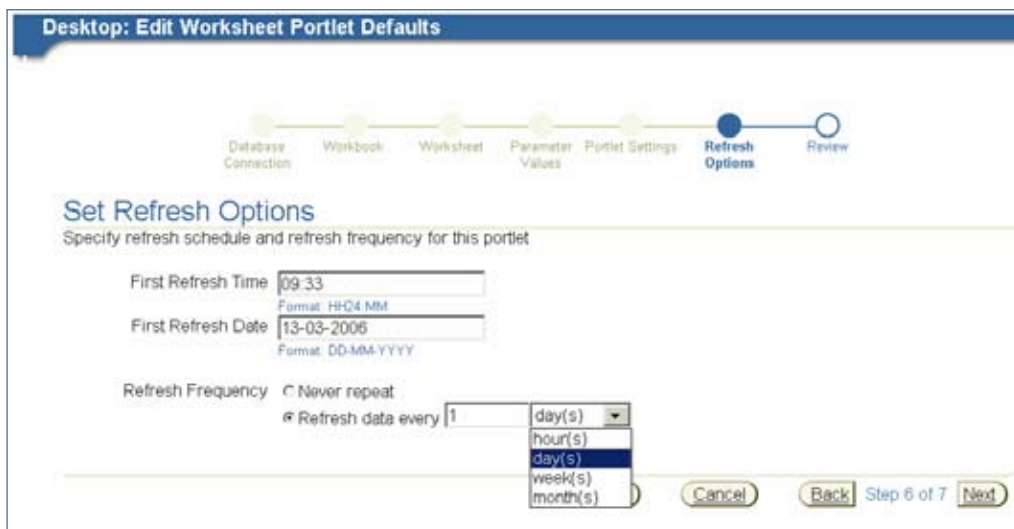 Desktop: Edit Worksheet Portlet Defaults
Database Connection
Workbook
Worksheet
Parameter Values
Portlet Settings
Refresh Options
Review
Set Refresh Options
Specify refresh schedule and refresh frequency for this portlet
First Refresh Time 09:33
Format: HH24:MM
First Refresh Date 13-03-2006
Format: DD-MM-YYYY
Refresh Frequency Never repeat
Refresh data every 1 day(s)
hour(s)
day(s)
week(s)
month(s)
Cancel Back Step 6 of 7 Next